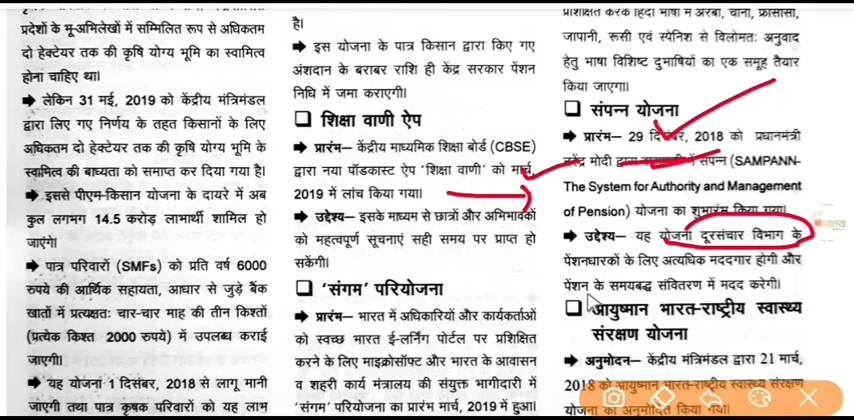 प्रदेशों के भू-अभिलेखों में सम्मिलित रूप से अधिकतम
दो हेक्टेयर तक की कृषि योग्य भूमि का स्वामित्व
होना चाहिए था।
➡ लेकिन 31 मई, 2019 को केंद्रीय मंत्रिमंडल
द्वारा लिए गए निर्णय के तहत किसानों के लिए
अधिकतम दो हेक्टेयर तक की कृषि योग्य भूमि के
स्वामित्व की बाध्यता को समाप्त कर दिया गया है।
➡ इससे पीएम-किसान योजना के दायरे में अब
कुल लगभग 14.5 करोड़ लाभार्थी शामिल हो
जाएंगे।
➡ पात्र परिवारों (SMFs) को प्रति वर्ष 6000
रुपये की आर्थिक सहायता, आधार से जुड़े बैंक
खातों में प्रत्यक्षतः चार-चार माह की तीन किश्तों
(प्रत्येक किश्त 2000 रुपये) में उपलब्ध कराई
जाएगी।
➡ यह योजना 1 दिसंबर, 2018 से लागू मानी
जाएगी तथा पात्र कृषक परिवारों को यह लाभ
है।
➡ इस योजना के पात्र किसान द्वारा किए गए
अंशदान के बराबर राशि ही केंद्र सरकार पेंशन
निधि में जमा कराएगी।
❑ शिक्षा वाणी ऐप
➡ प्रारंभ– केंद्रीय माध्यमिक शिक्षा बोर्ड (CBSE)
द्वारा नया पॉडकास्ट ऐप 'शिक्षा वाणी' को मार्च,
2019 में लांच किया गया।
➡ उद्देश्य– इसके माध्यम से छात्रों और अभिभावकों
को महत्वपूर्ण सूचनाएं सही समय पर प्राप्त हो
सकेंगी।
❑ 'संगम' परियोजना
➡ प्रारंभ– भारत में अधिकारियों और कार्यकर्ताओं
को स्वच्छ भारत ई-लर्निंग पोर्टल पर प्रशिक्षित
करने के लिए माइक्रोसॉफ्ट और भारत के आवासन
व शहरी कार्य मंत्रालय की संयुक्त भागीदारी में
'संगम' परियोजना का प्रारंभ मार्च, 2019 में हुआ।
प्रशिक्षित करके हिंदी भाषा में अरबी, चीनी, फ्रांसीसी,
जापानी, रूसी एवं स्पेनिश से विलोमतः अनुवाद
हेतु भाषा विशिष्ट दुभाषियों का एक समूह तैयार
किया जाएगा।
❑ संपन्न योजना
➡ प्रारंभ– 29 दिसंबर, 2018 को प्रधानमंत्री
नरेंद्र मोदी द्वारा वाराणसी में संपन्न (SAMPANN-
The System for Authority and Management
of Pension) योजना का शुभारंभ किया गया।
➡ उद्देश्य– यह योजना दूरसंचार विभाग के
पेंशनधारकों के लिए अत्यधिक मददगार होगी और
पेंशन के समयबद्ध संवितरण में मदद करेगी।
❑ आयुष्मान भारत-राष्ट्रीय स्वास्थ्य
संरक्षण योजना
➡ अनुमोदन– केंद्रीय मंत्रिमंडल द्वारा 21 मार्च,
2018 को आयुष्मान भारत-राष्ट्रीय स्वास्थ्य संरक्षण
योजना का अनुमोदित किया गया।